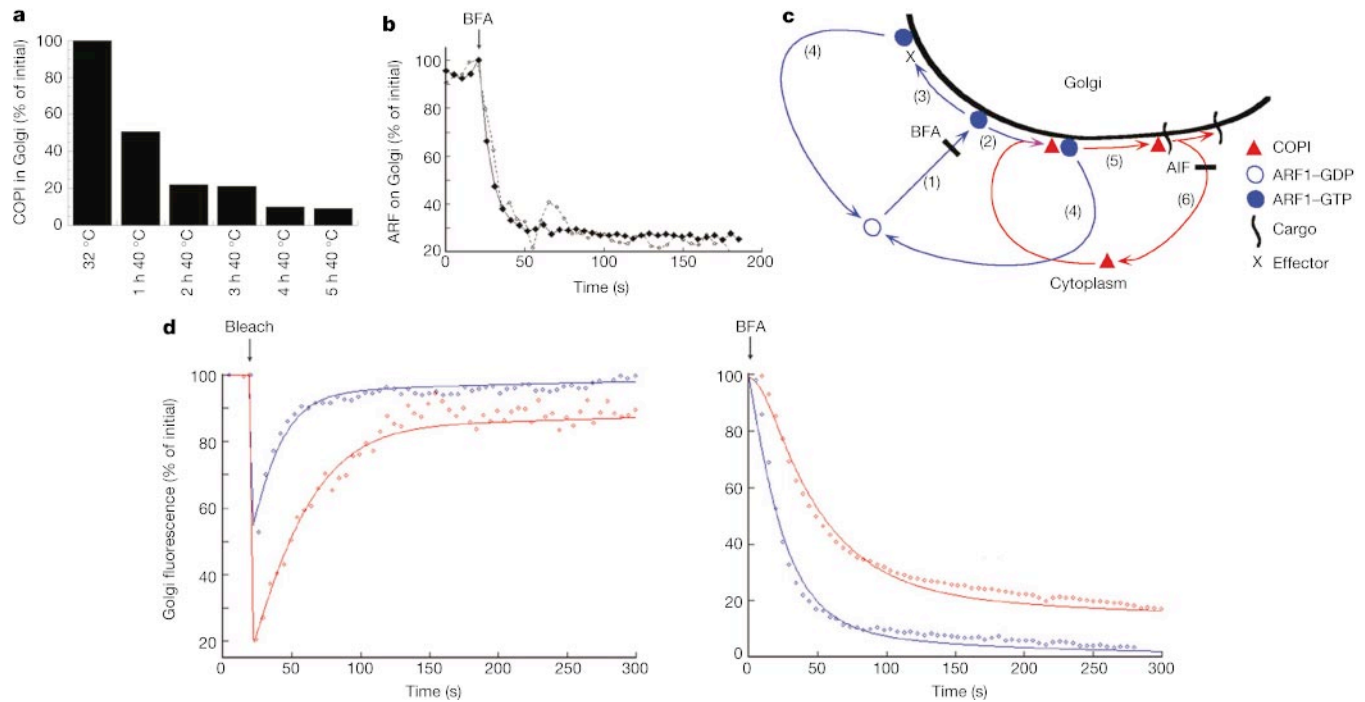 a
COPI in Golgi (% of initial)
100
80
60
40
20
0
32 °C
1 h 40 °C
2 h 40 °C
3 h 40 °C
4 h 40 °C
5 h 40 °C
b
BFA
ARF on Golgi (% of initial)
100
80
60
40
20
0 50 100 150 200
Time (s)
c
(4)
X
Golgi
(3)
BFA
(2)
(1)
(5)
AlF
(4)
(6)
Cytoplasm
COPI
ARF1–GDP
ARF1–GTP
Cargo
X Effector
d
Bleach
Golgi fluorescence (% of initial)
100
80
60
40
20
0 50 100 150 200 250 300
Time (s)
BFA
100
80
60
40
20
0
0 50 100 150 200 250 300
Time (s)